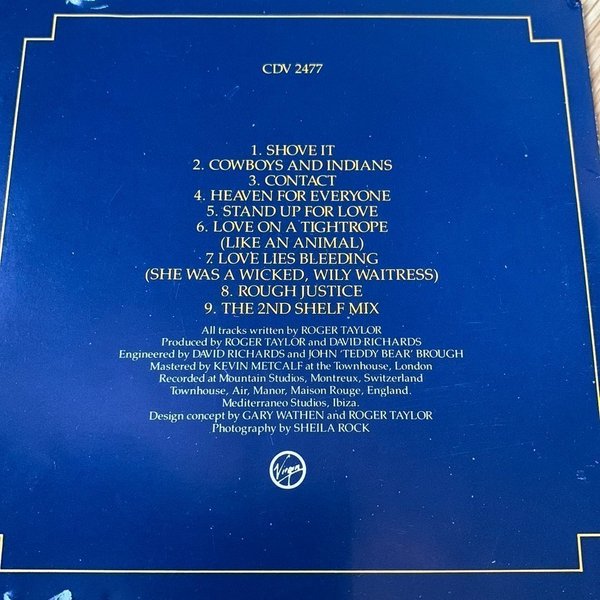 CDV 2477
1. SHOVE IT
2. COWBOYS AND INDIANS
3. CONTACT
4. HEAVEN FOR EVERYONE
5. STAND UP FOR LOVE
6. LOVE ON A TIGHTROPE
(LIKE AN ANIMAL)
7. LOVE LIES BLEEDING
(SHE WAS A WICKED, WILY WAITRESS)
8. ROUGH JUSTICE
9. THE 2ND SHELF MIX
All tracks written by ROGER TAYLOR
Produced by ROGER TAYLOR and DAVID RICHARDS
Engineered by DAVID RICHARDS and JOHN 'TEDDY BEAR' BROUGH
Mastered by KEVIN METCALF at the Townhouse, London
Recorded at Mountain Studios, Montreux, Switzerland
Townhouse, Air, Manor, Maison Rouge, England.
Mediterraneo Studios, Ibiza.
Design concept by GARY WATHEN and ROGER TAYLOR
Photography by SHEILA ROCK
Virgin